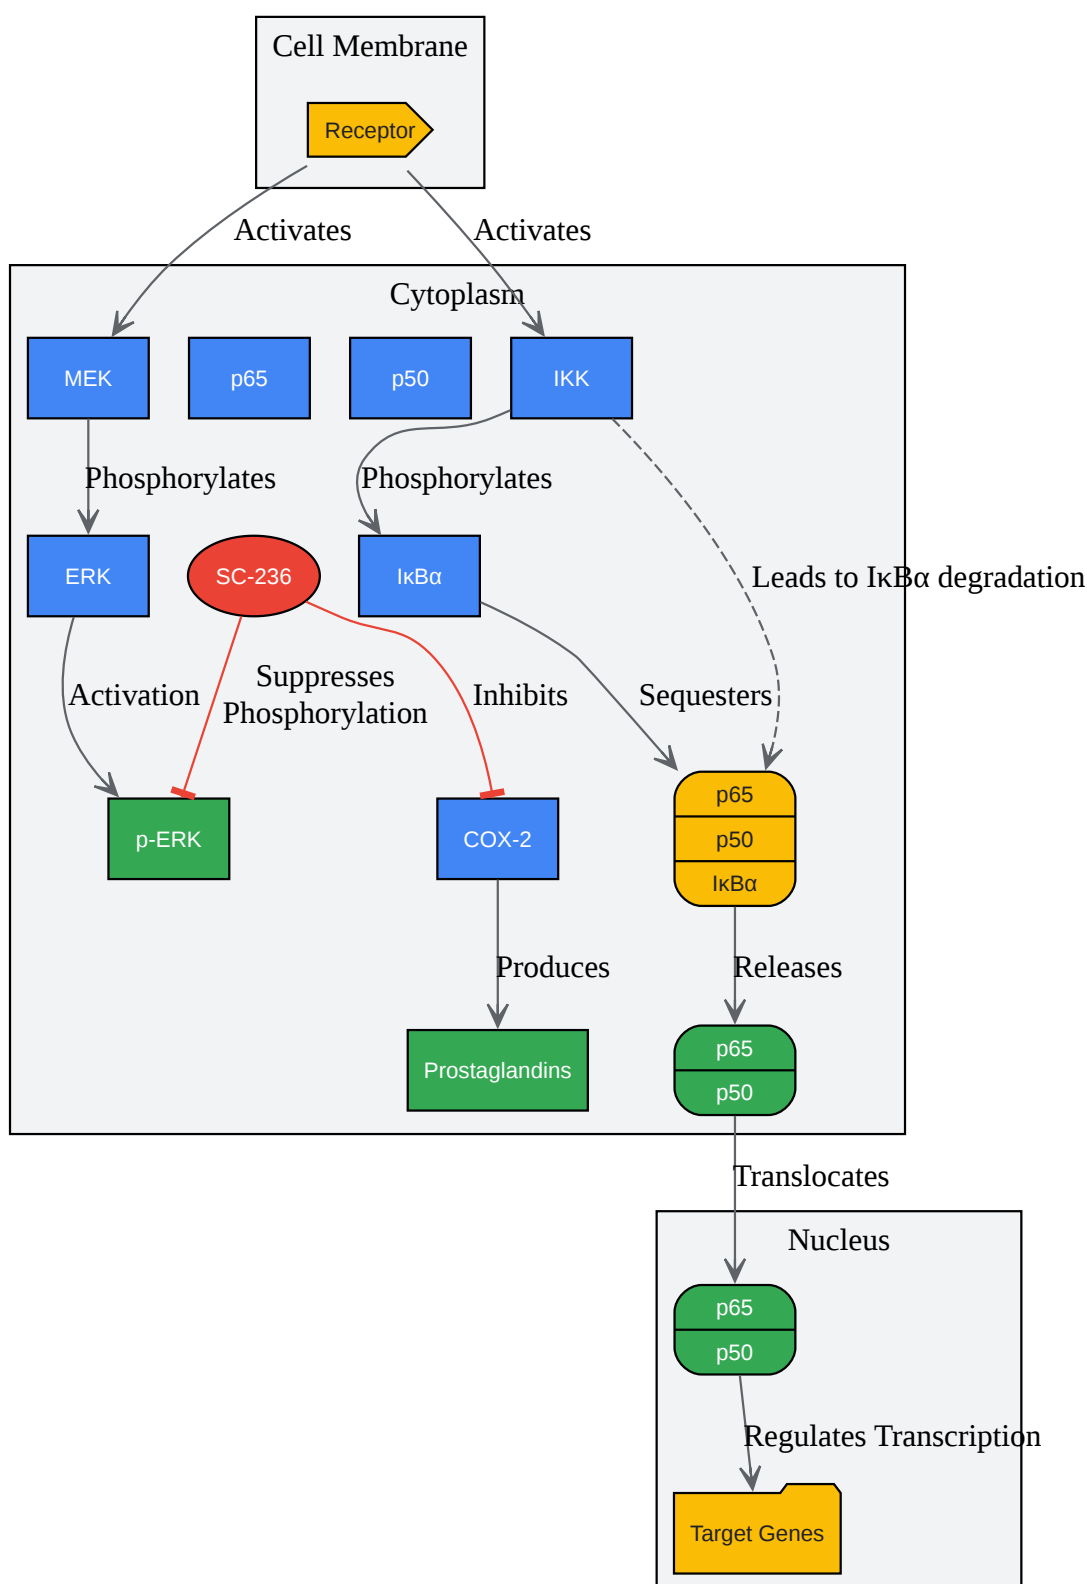 Cell Membrane
Receptor
Activates
Activates
Cytoplasm
MEK
p65
p50
IKK
Phosphorylates
Phosphorylates
ERK
SC-236
IκBα
Leads to IκBα degradation
Activation
Suppresses
Phosphorylation
Inhibits
Sequesters
p-ERK
COX-2
p65
p50
IκBα
Produces
Releases
Prostaglandins
p65
p50
Translocates
Nucleus
p65
p50
Regulates Transcription
Target Genes